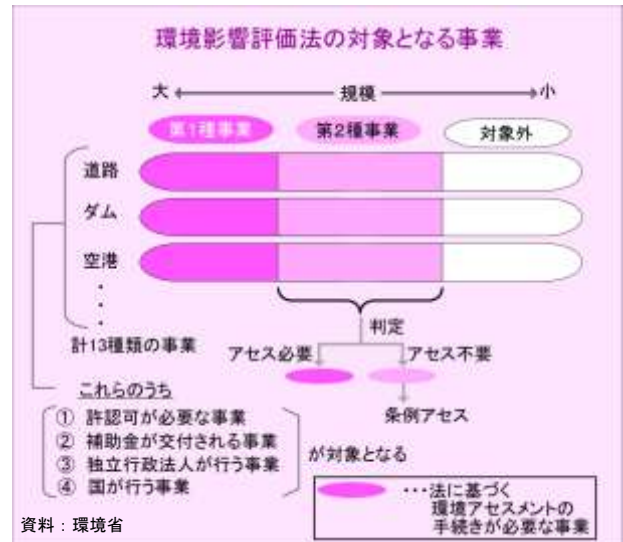 環境影響評価法の対象となる事業
大 ← 規模 → 小
第1種事業 第2種事業 対象外
道路
ダム
空港
・
・
・
計13種類の事業
判定
アセス必要 アセス不要
条例アセス
これらのうち
① 許認可が必要な事業
② 補助金が交付される事業
③ 独立行政法人が行う事業
④ 国が行う事業
が対象となる
・・・法に基づく
環境アセスメントの
手続きが必要な事業
資料：環境省